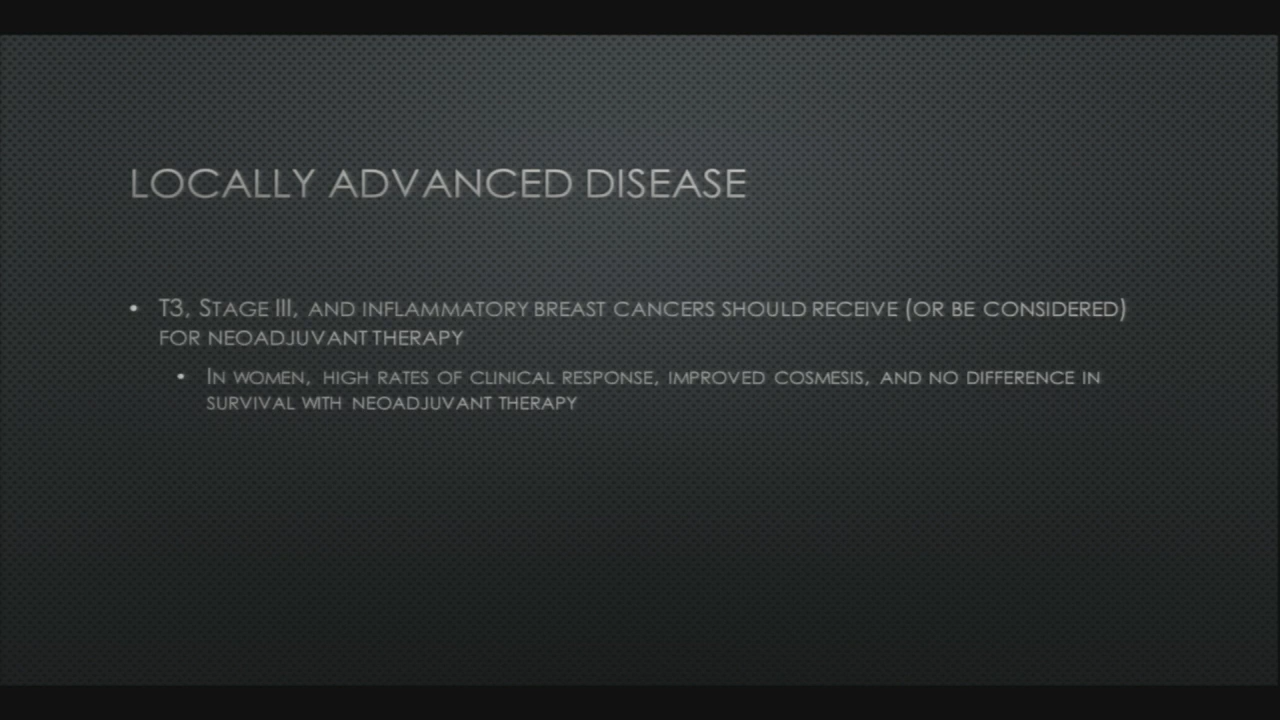 LOCALLY ADVANCED DISEASE
• T3, STAGE III, AND INFLAMMATORY BREAST CANCERS SHOULD RECEIVE (OR BE CONSIDERED)
FOR NEOADJUVANT THERAPY
• IN WOMEN, HIGH RATES OF CLINICAL RESPONSE, IMPROVED COSMESIS, AND NO DIFFERENCE IN
SURVIVAL WITH NEOADJUVANT THERAPY